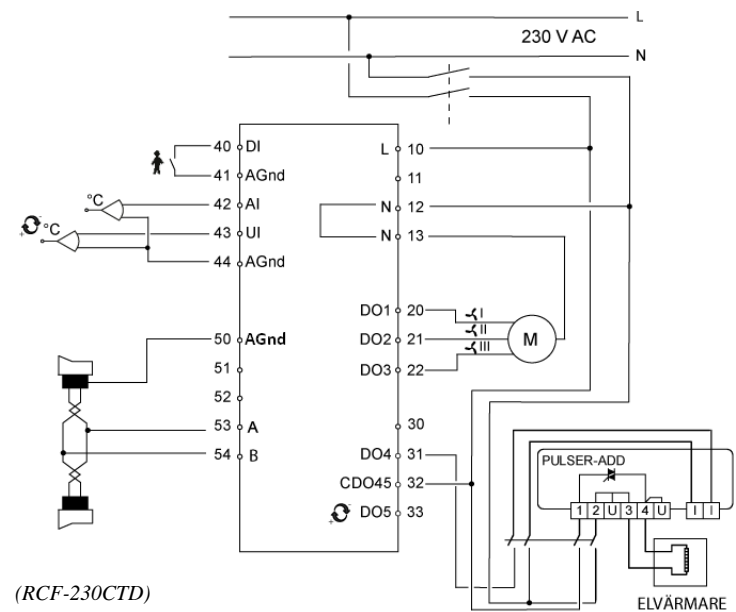 L
230 V AC
N
40 DI
L 10
41 AGnd
11
°C
42 AI
N 12
°C
43 UI
N 13
44 AGnd
DO1 20
I
50 AGnd
DO2 21
II
M
51
DO3 22
III
52
53 A
30
54 B
DO4 31
PULSER-ADD
CDO45 32
DO5 33
1 2 U 3 4 U I I
(RCF-230CTD)
ELVÄRMARE